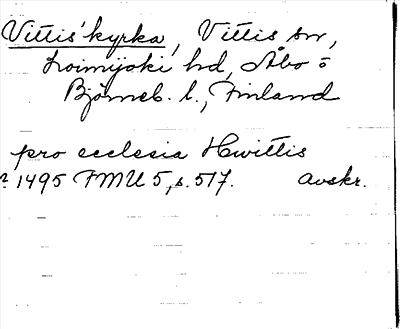 Vittis' kyrka, Vittis sn,
Loimijoki hd, Åbo o
Björneb. l., Finland
pro ecclesia Hwittis
1495 FMU 5, s. 517. avskr.